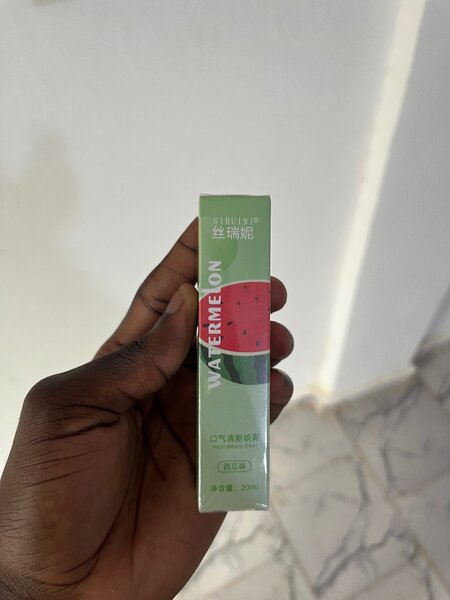 SIRUINI®
丝瑞妮
WATERMELON
口气清新喷雾
FRESH BREATH SPRAY
西瓜味
净含量：20ml